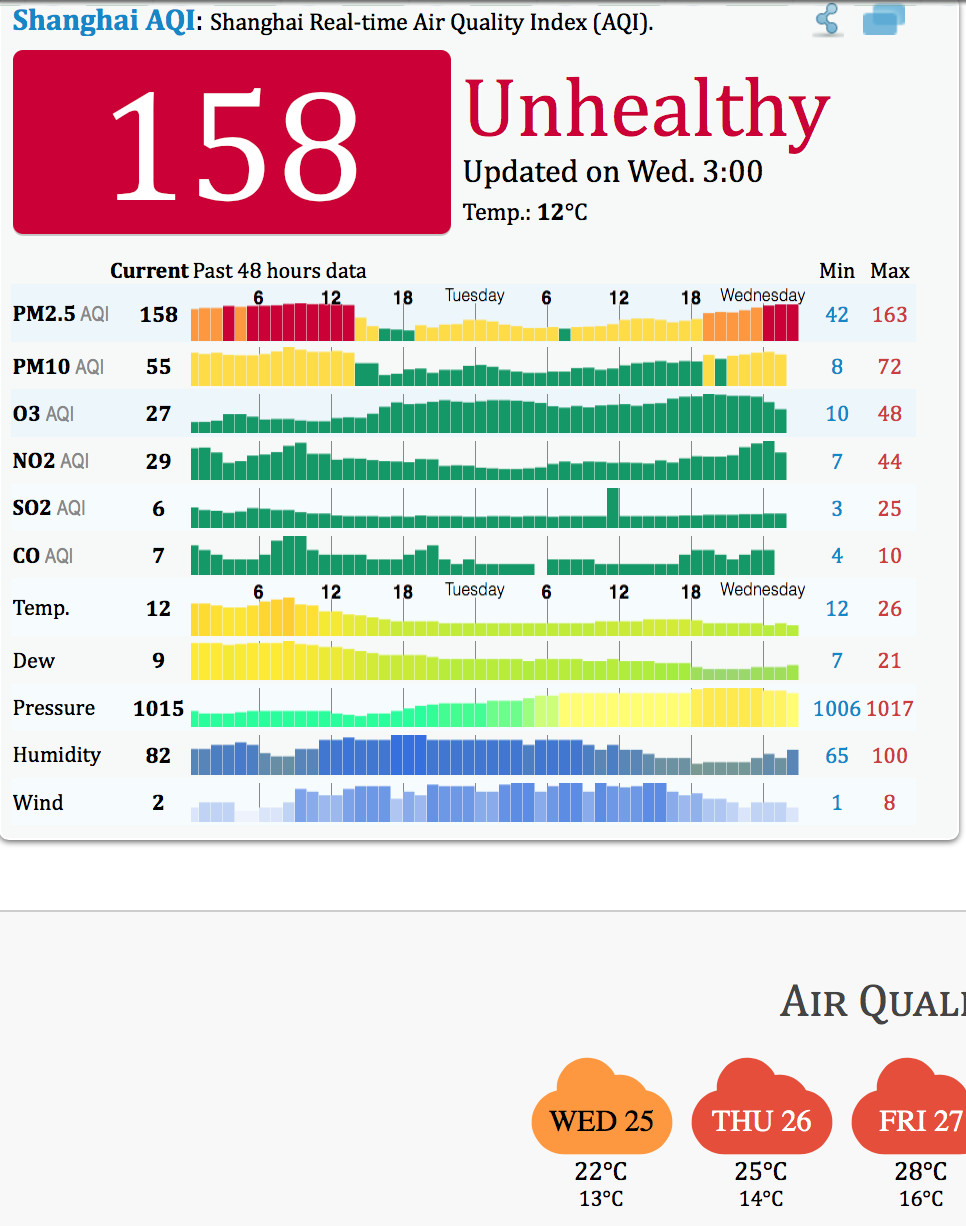 Shanghai AQI: Shanghai Real-time Air Quality Index (AQI).
158
Unhealthy
Updated on Wed. 3:00
Temp.: 12°C
Current Past 48 hours data Min Max
6 12 18 Tuesday 6 12 18 Wednesday
PM2.5 AQI 158 42 163
PM10 AQI 55 8 72
O3 AQI 27 10 48
NO2 AQI 29 7 44
SO2 AQI 6 3 25
CO AQI 7 4 10
6 12 18 Tuesday 6 12 18 Wednesday
Temp. 12 12 26
Dew 9 7 21
Pressure 1015 1006 1017
Humidity 82 65 100
Wind 2 1 8
AIR QUALI
WED 25 THU 26 FRI 27
22°C 25°C 28°C
13°C 14°C 16°C